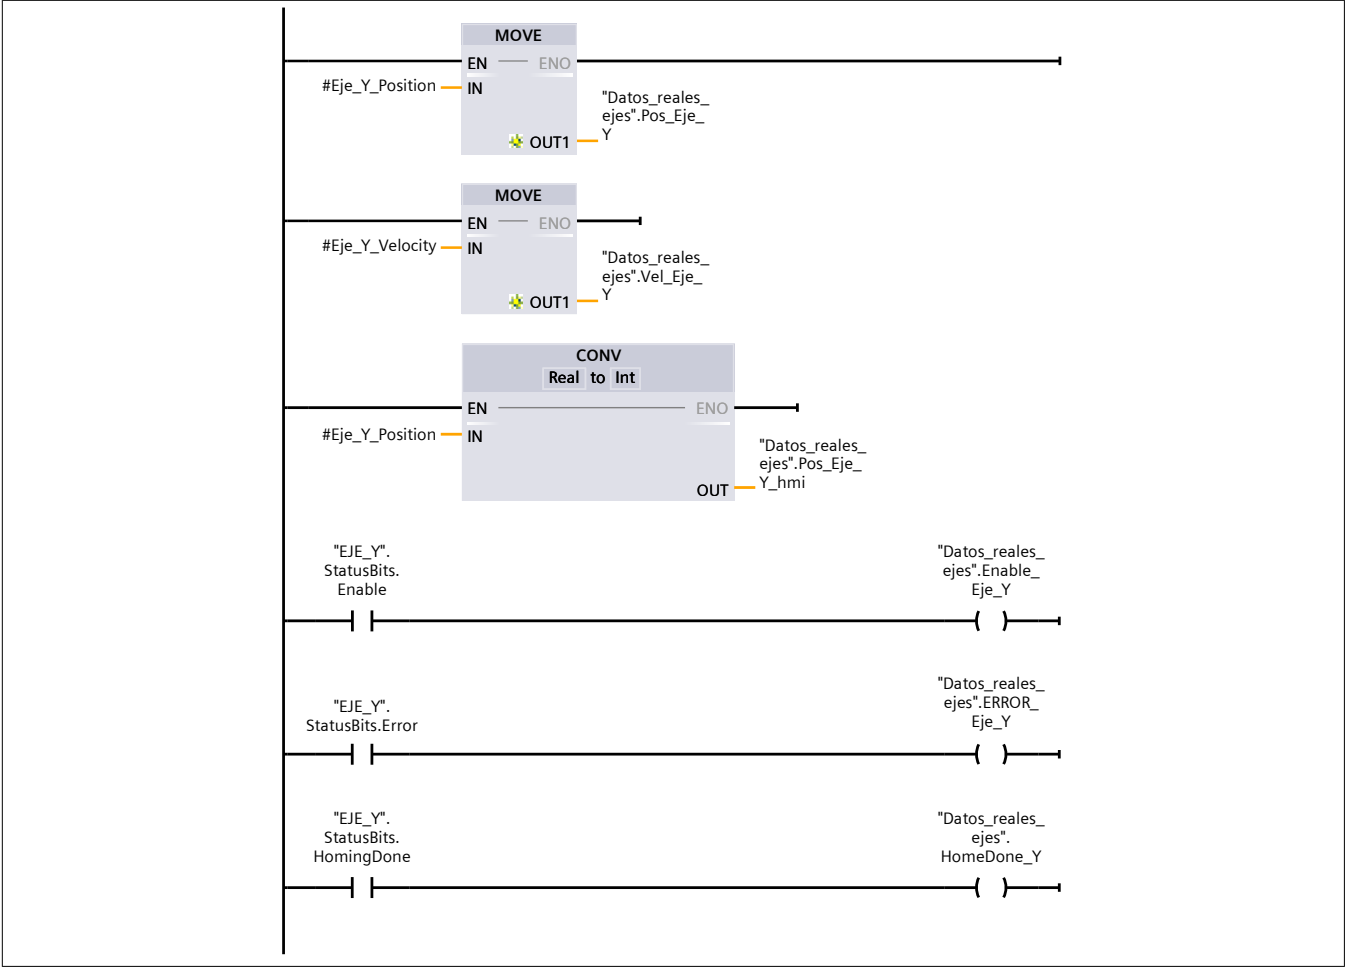 MOVE
EN
ENO
#Eje_Y_Position
IN
"Datos_reales_
ejes".Pos_Eje_
Y
OUT1
MOVE
EN
ENO
#Eje_Y_Velocity
IN
"Datos_reales_
ejes".Vel_Eje_
Y
OUT1
CONV
Real to Int
EN
ENO
#Eje_Y_Position
IN
"Datos_reales_
ejes".Pos_Eje_
Y_hmi
OUT
"EJE_Y".
StatusBits.
Enable
"Datos_reales_
ejes".Enable_
Eje_Y
"EJE_Y".
StatusBits.Error
"Datos_reales_
ejes".ERROR_
Eje_Y
"EJE_Y".
StatusBits.
HomingDone
"Datos_reales_
ejes".
HomeDone_Y